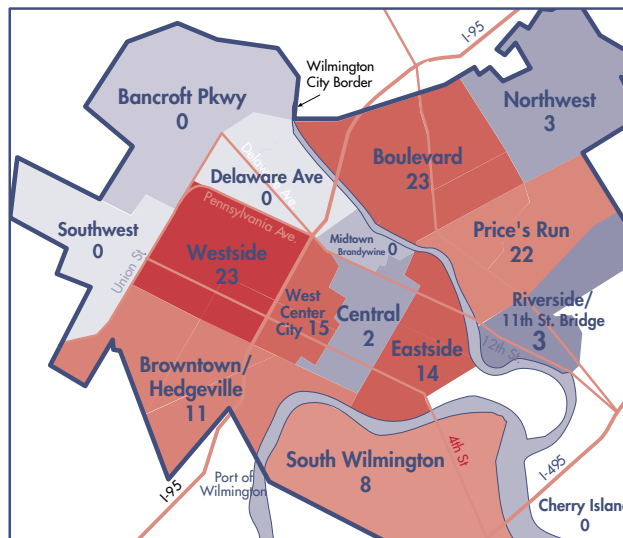 I-95
Wilmington
City Border
Bancroft Pkwy
0
Northwest
3
Boulevard
23
Delaware Ave.
Delaware Ave
0
Pennsylvania Ave.
Southwest
0
Union St.
Westside
23
Midtown
Brandywine
0
Price's Run
22
West
Center
City 15
Central
2
Riverside/
11th St. Bridge
3
12th St.
Eastside
14
Browntown/
Hedgeville
11
4th St
South Wilmington
8
I-95
Port of
Wilmington
I-495
Cherry Island
0